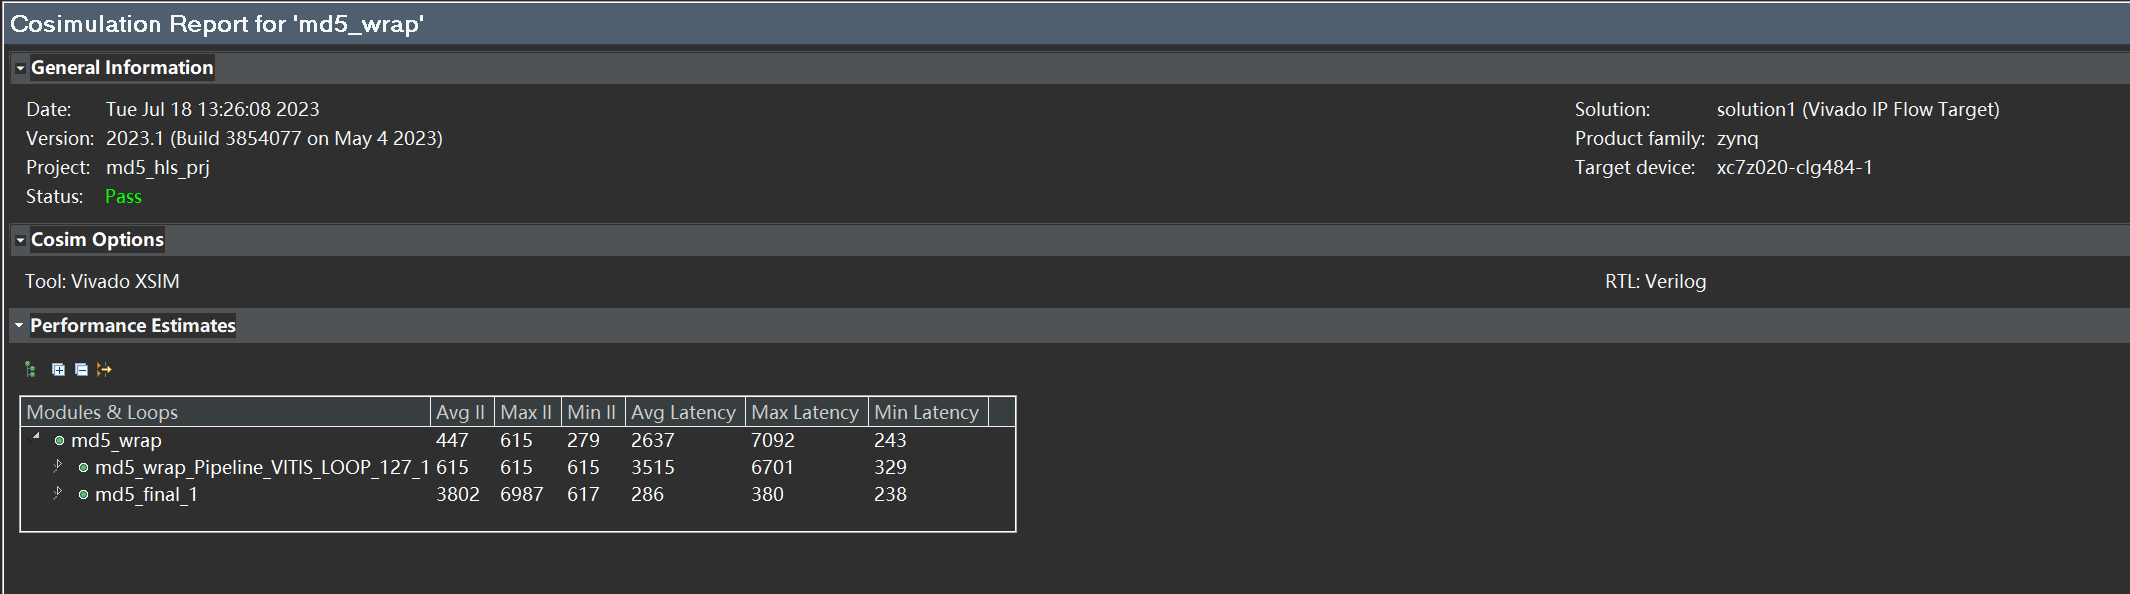 Cosimulation Report for 'md5_wrap'
General Information
Date: Tue Jul 18 13:26:08 2023 Solution: solution1 (Vivado IP Flow Target)
Version: 2023.1 (Build 3854077 on May 4 2023) Product family: zynq
Project: md5_hls_prj Target device: xc7z020-clg484-1
Status: Pass
Cosim Options
Tool: Vivado XSIM RTL: Verilog
Performance Estimates
Modules & Loops Avg II Max II Min II Avg Latency Max Latency Min Latency
md5_wrap 447 615 279 2637 7092 243
md5_wrap_Pipeline_VITIS_LOOP_127_1 615 615 615 3515 6701 329
md5_final_1 3802 6987 617 286 380 238